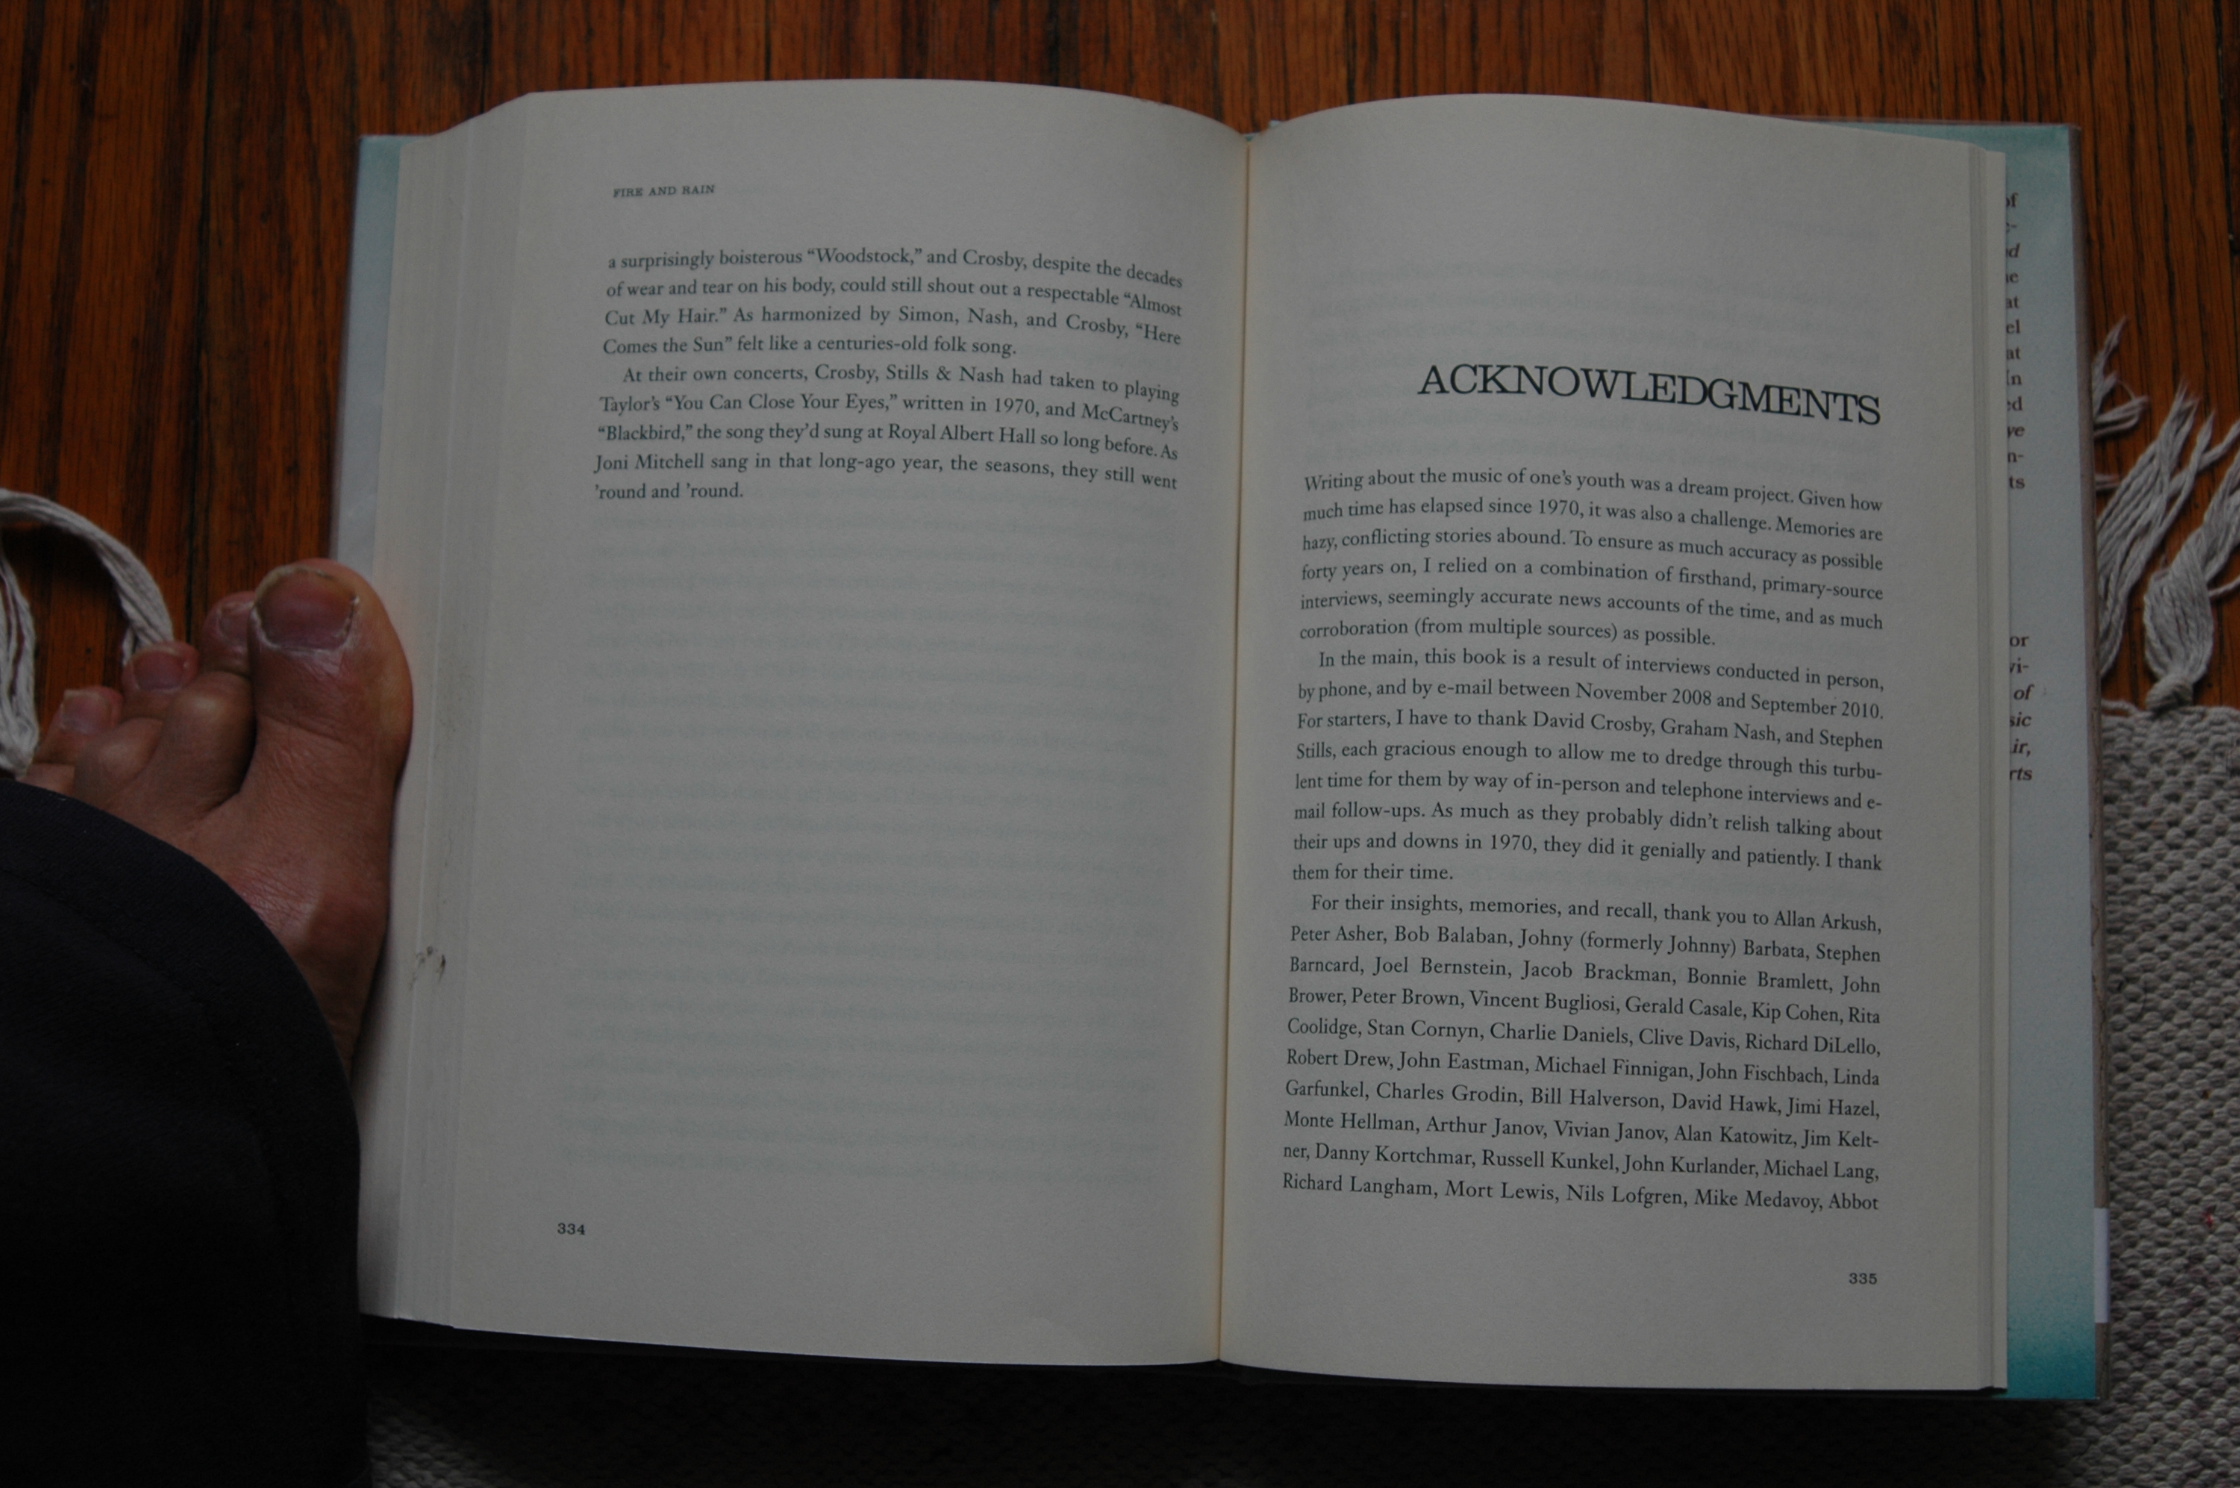 FIRE AND RAIN
a surprisingly boisterous “Woodstock,” and Crosby, despite the decades
of wear and tear on his body, could still shout out a respectable “Almost
Cut My Hair.” As harmonized by Simon, Nash, and Crosby, “Here
Comes the Sun” felt like a centuries-old folk song.
At their own concerts, Crosby, Stills & Nash had taken to playing
Taylor’s “You Can Close Your Eyes,” written in 1970, and McCartney’s
“Blackbird,” the song they’d sung at Royal Albert Hall so long before. As
Joni Mitchell sang in that long-ago year, the seasons, they still went
’round and ’round.
334
ACKNOWLEDGMENTS
Writing about the music of one’s youth was a dream project. Given how
much time has elapsed since 1970, it was also a challenge. Memories are
hazy, conflicting stories abound. To ensure as much accuracy as possible
forty years on, I relied on a combination of firsthand, primary-source
interviews, seemingly accurate news accounts of the time, and as much
corroboration (from multiple sources) as possible.
In the main, this book is a result of interviews conducted in person,
by phone, and by e-mail between November 2008 and September 2010.
For starters, I have to thank David Crosby, Graham Nash, and Stephen
Stills, each gracious enough to allow me to dredge through this turbu-
lent time for them by way of in-person and telephone interviews and e-
mail follow-ups. As much as they probably didn’t relish talking about
their ups and downs in 1970, they did it genially and patiently. I thank
them for their time.
For their insights, memories, and recall, thank you to Allan Arkush,
Peter Asher, Bob Balaban, Johny (formerly Johnny) Barbata, Stephen
Barncard, Joel Bernstein, Jacob Brackman, Bonnie Bramlett, John
Brower, Peter Brown, Vincent Bugliosi, Gerald Casale, Kip Cohen, Rita
Coolidge, Stan Cornyn, Charlie Daniels, Clive Davis, Richard DiLello,
Robert Drew, John Eastman, Michael Finnigan, John Fischbach, Linda
Garfunkel, Charles Grodin, Bill Halverson, David Hawk, Jimi Hazel,
Monte Hellman, Arthur Janov, Vivian Janov, Alan Katowitz, Jim Kelt-
ner, Danny Kortchmar, Russell Kunkel, John Kurlander, Michael Lang,
Richard Langham, Mort Lewis, Nils Lofgren, Mike Medavoy, Abbot
335